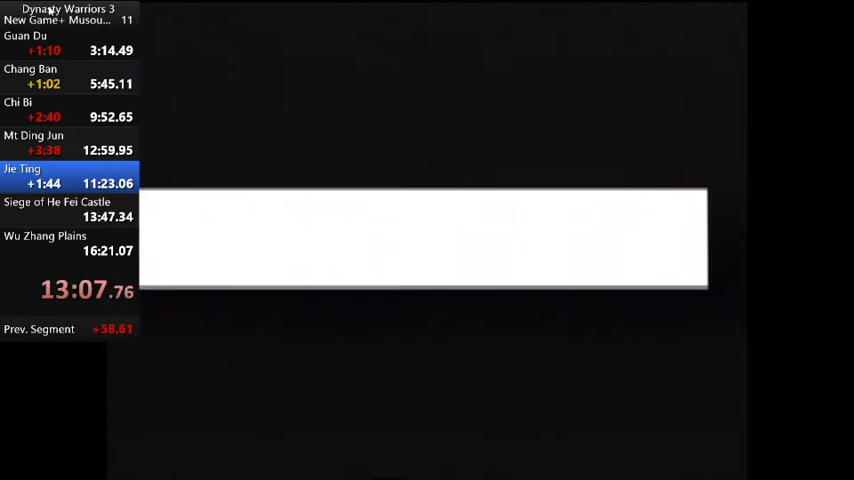 Dynasty Warriors 3
New Game+ Musou... 11
Guan Du
+1:10 3:14.49
Chang Ban
+1:02 5:45.11
Chi Bi
+2:40 9:52.65
Mt Ding Jun
+3:38 12:59.95
Jie Ting
+1:44 11:23.06
Siege of He Fei Castle
13:47.34
Wu Zhang Plains
16:21.07
13:07.76
Prev. Segment +58.61